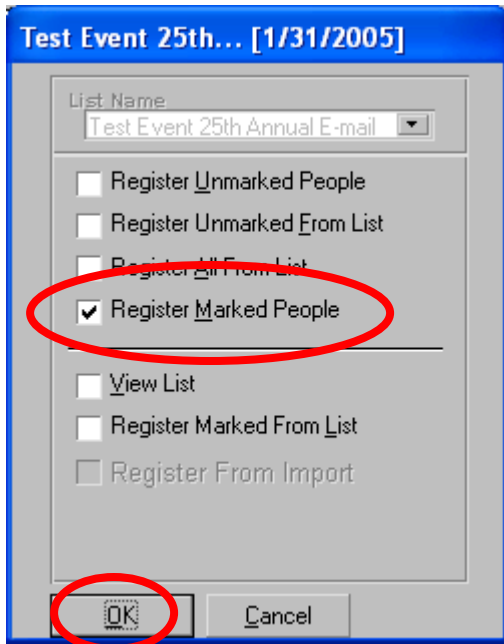 Test Event 25th... [1/31/2005]
List Name
Test Event 25th Annual E-mail
Register Unmarked People
Register Unmarked From List
Register All From List
Register Marked People
View List
Register Marked From List
Register From Import
OK Cancel